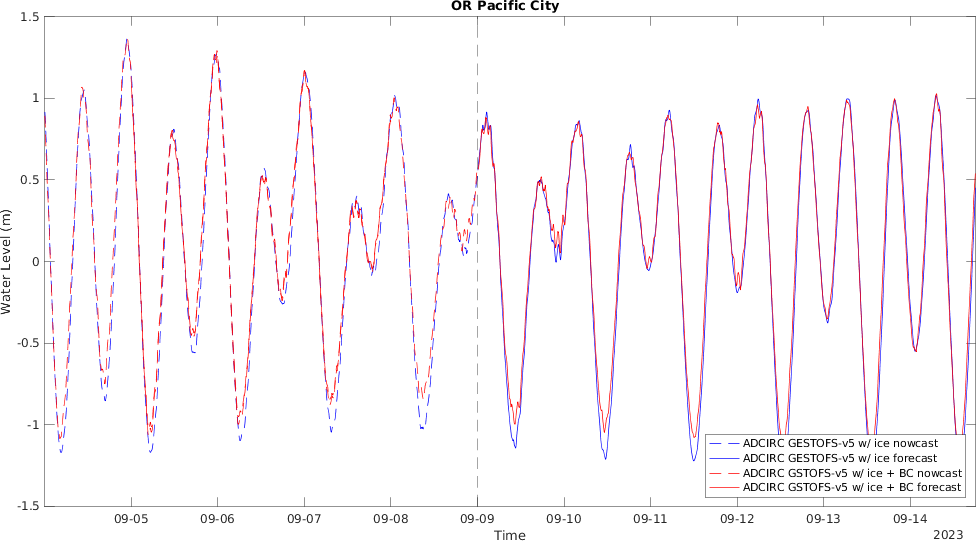 OR Pacific City
1.5
1
0.5
0
-0.5
-1
-1.5
Water Level (m)
09-05 09-06 09-07 09-08 09-09 09-10 09-11 09-12 09-13 09-14
Time
2023
ADCIRC GESTOFS-v5 w/ ice nowcast
ADCIRC GESTOFS-v5 w/ ice forecast
ADCIRC GSTOFS-v5 w/ ice + BC nowcast
ADCIRC GSTOFS-v5 w/ ice + BC forecast